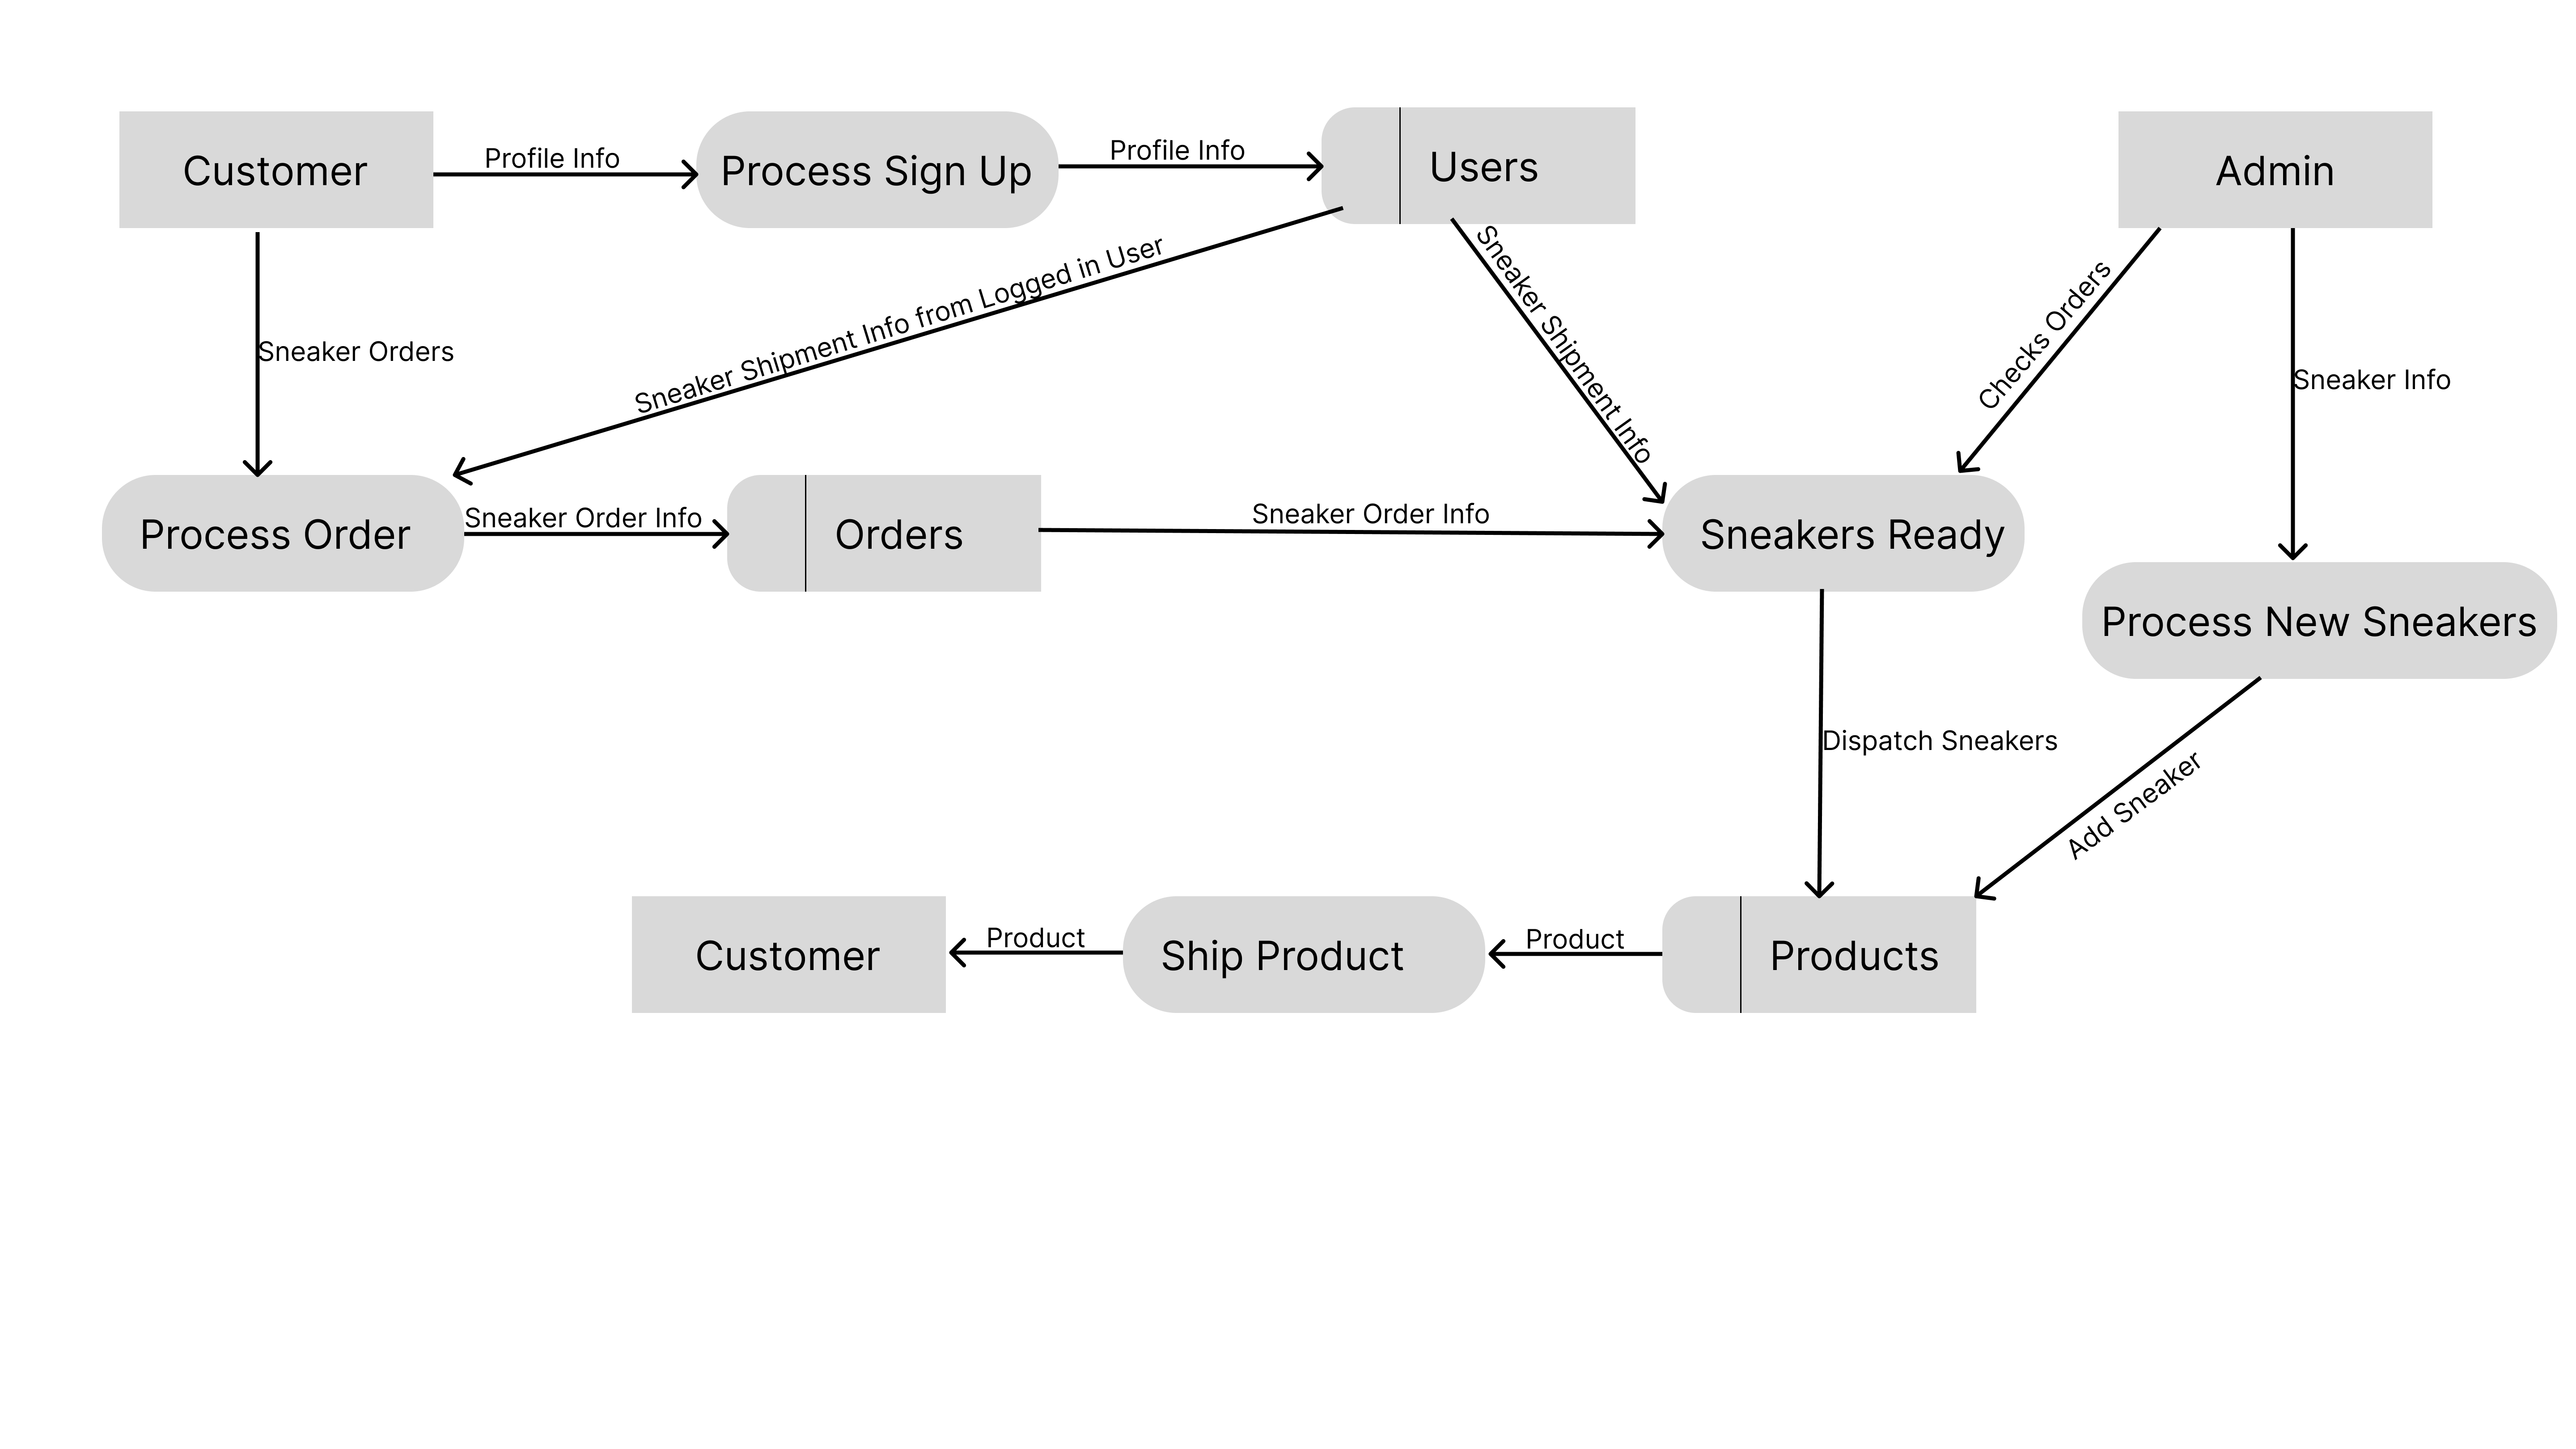 Customer
Profile Info
Process Sign Up
Profile Info
Users
Admin
Sneaker Orders
Sneaker Shipment Info from Logged in User
Sneaker Shipment Info
Checks Orders
Sneaker Info
Process Order
Sneaker Order Info
Orders
Sneaker Order Info
Sneakers Ready
Process New Sneakers
Dispatch Sneakers
Add Sneaker
Customer
Product
Ship Product
Product
Products